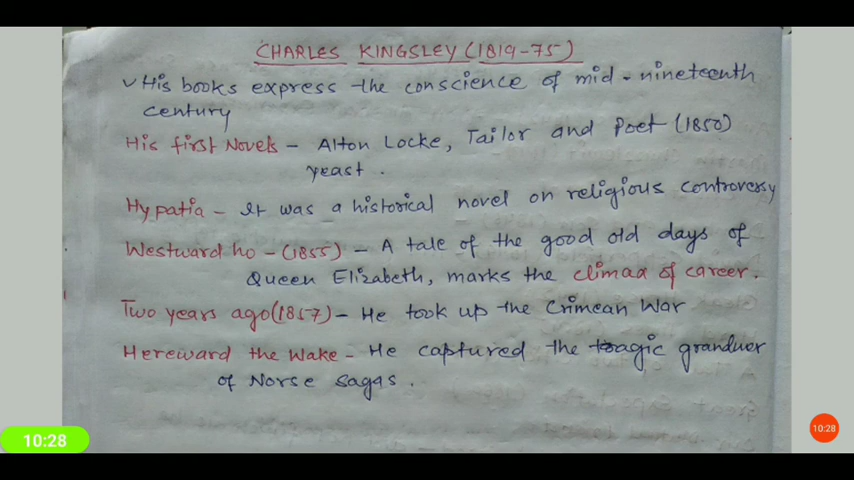 CHARLES KINGSLEY (1819-75)
✓His books express the conscience of mid-nineteenth
century
His first Novels - Alton Locke, Tailor and Poet (1850)
yeast.
Hypatia - It was a historical novel on religious controversy
Westward ho - (1855) - A tale of the good old days of
Queen Elizabeth, marks the climax of career.
Two years ago (1857) - He took up the Crimean War
Hereward the Wake - He captured the tragic granduer
of Norse sagas.
10:28
10:28